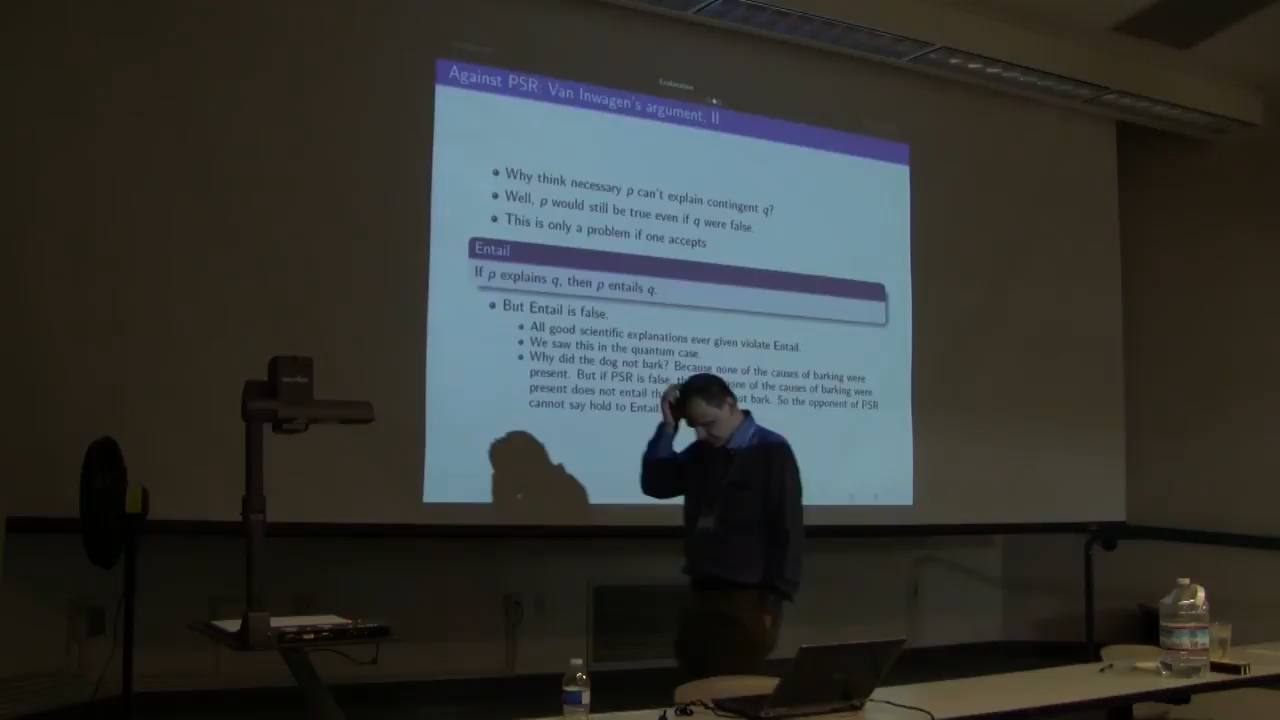 Evaluation
Against PSR: Van Inwagen's argument, II
Why think necessary p can't explain contingent q?
Well, p would still be true even if q were false.
This is only a problem if one accepts
Entail
If p explains q, then p entails q.
But Entail is false.
All good scientific explanations ever given violate Entail.
We saw this in the quantum case.
Why did the dog not bark? Because none of the causes of barking were
present. But if PSR is false, one of the causes of barking were
present does not entail not bark. So the opponent of PSR
cannot say hold to Entail